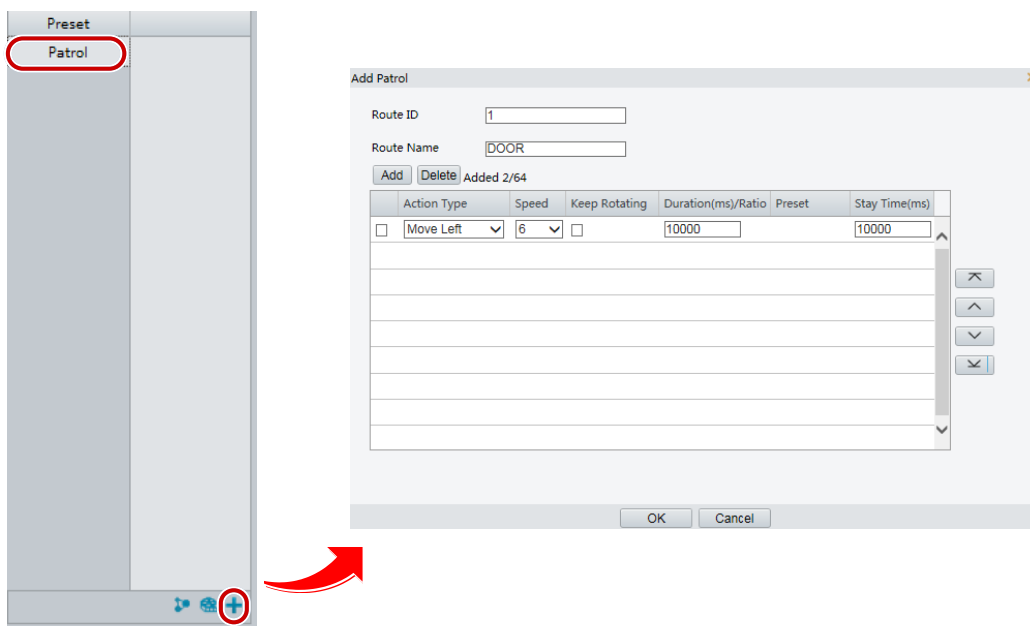 Preset
Patrol
Add Patrol
Route ID 1
Route Name DOOR
Add Delete Added 2/64
Action Type Speed Keep Rotating Duration(ms)/Ratio Preset Stay Time(ms)
Move Left 6 10000 10000
OK Cancel